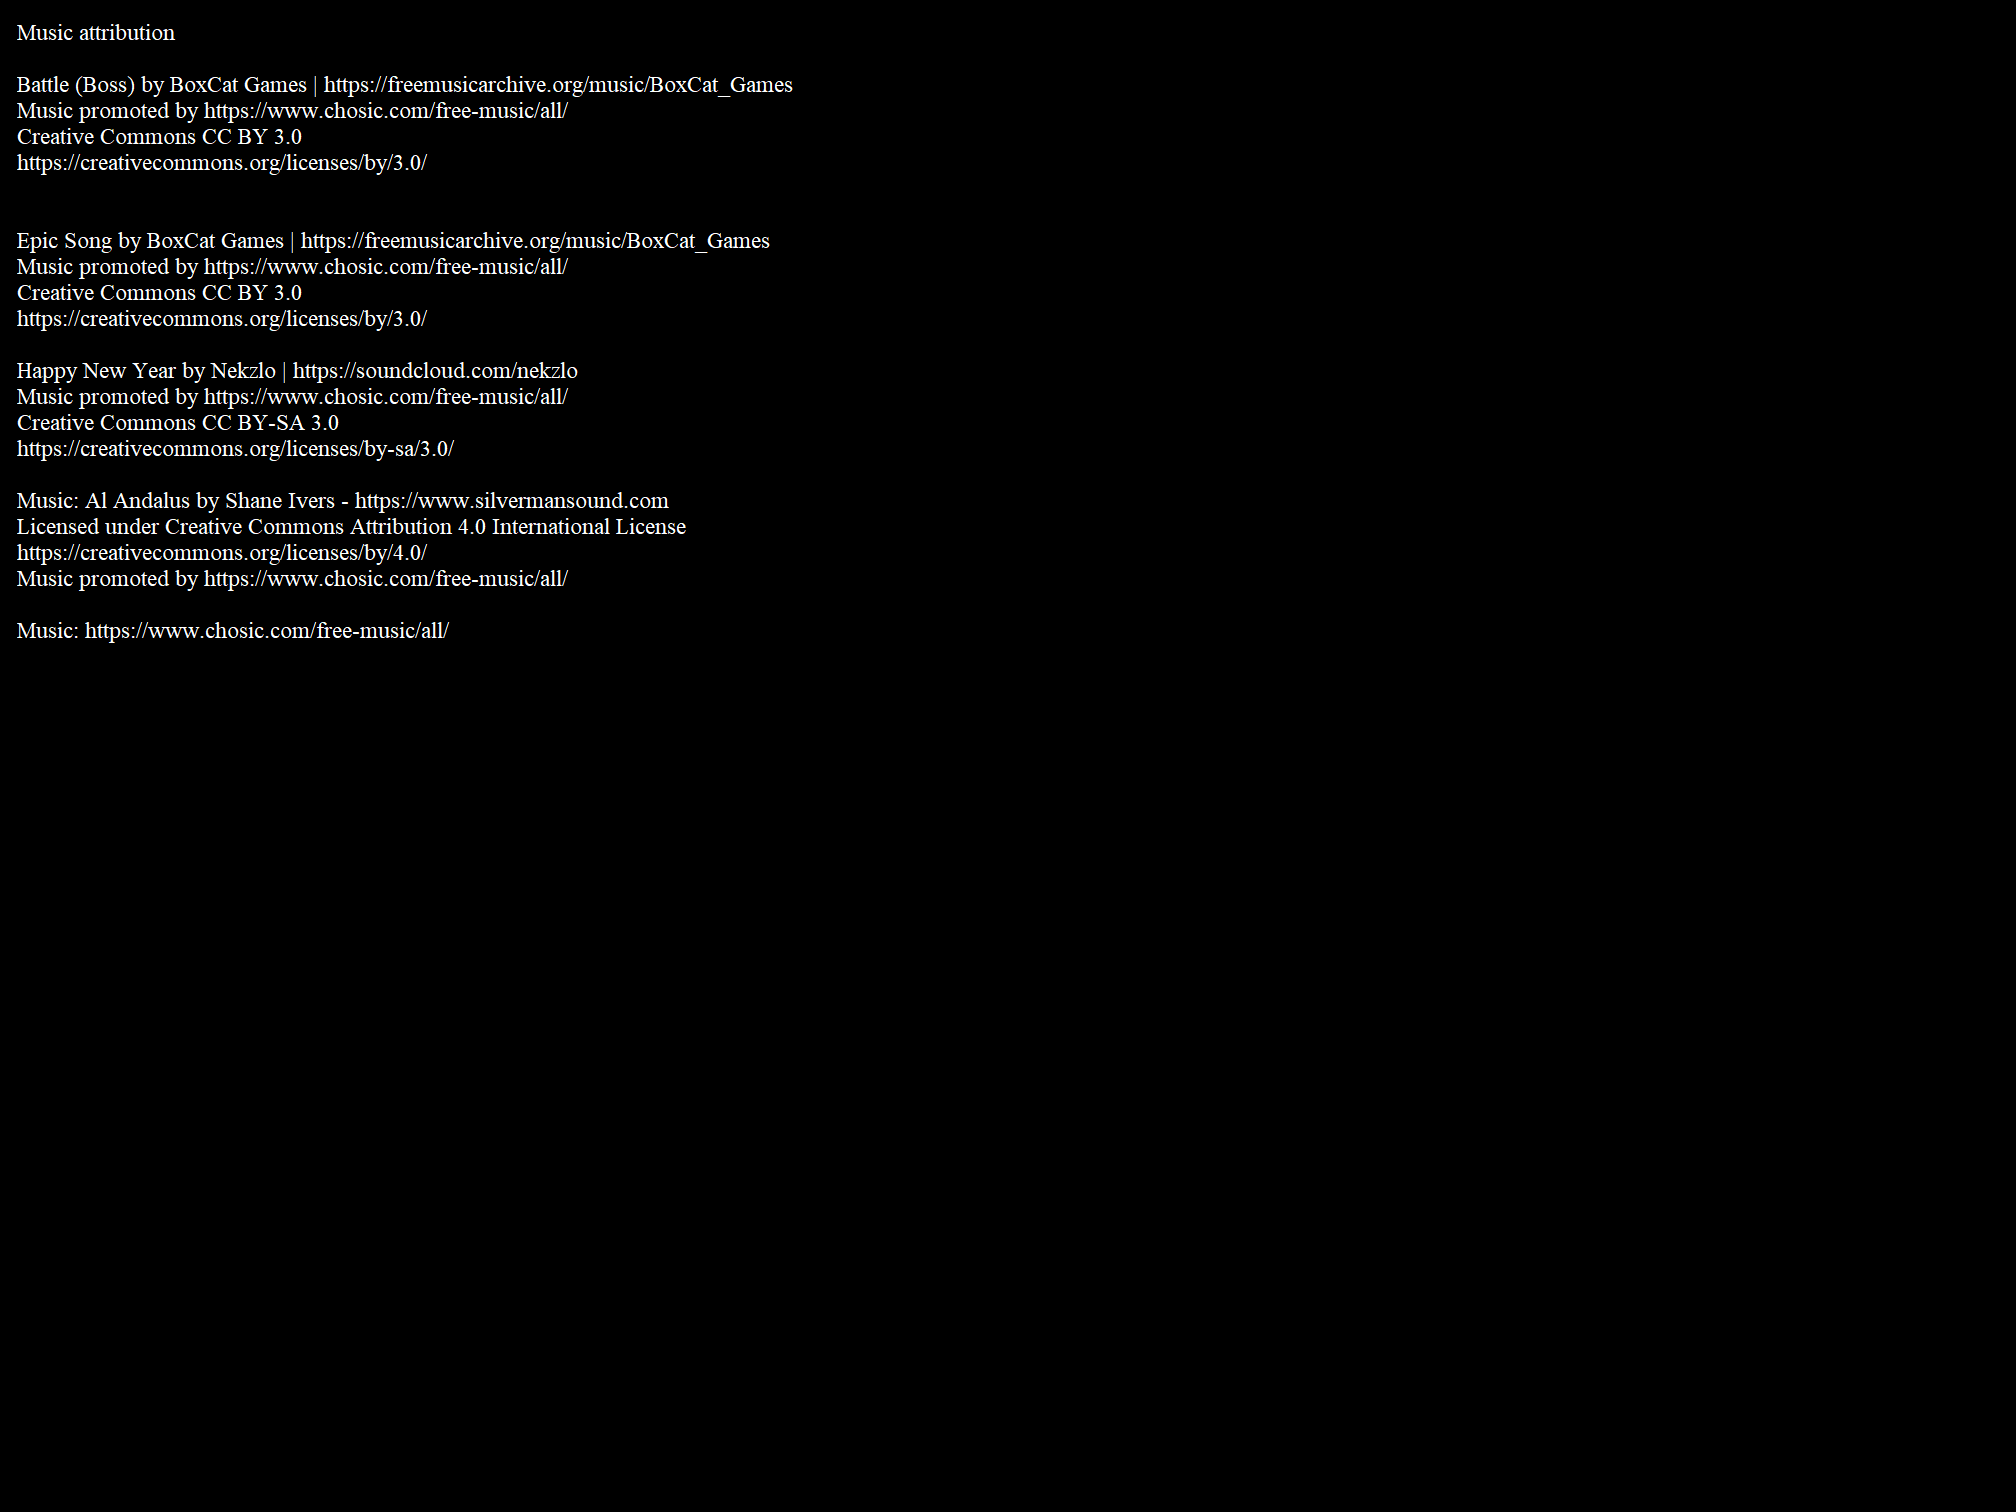 Music attribution
Battle (Boss) by BoxCat Games | https://freemusicarchive.org/music/BoxCat_Games
Music promoted by https://www.chosic.com/free-music/all/
Creative Commons CC BY 3.0
https://creativecommons.org/licenses/by/3.0/
Epic Song by BoxCat Games | https://freemusicarchive.org/music/BoxCat_Games
Music promoted by https://www.chosic.com/free-music/all/
Creative Commons CC BY 3.0
https://creativecommons.org/licenses/by/3.0/
Happy New Year by Nekzlo | https://soundcloud.com/nekzlo
Music promoted by https://www.chosic.com/free-music/all/
Creative Commons CC BY-SA 3.0
https://creativecommons.org/licenses/by-sa/3.0/
Music: Al Andalus by Shane Ivers - https://www.silvermansound.com
Licensed under Creative Commons Attribution 4.0 International License
https://creativecommons.org/licenses/by/4.0/
Music promoted by https://www.chosic.com/free-music/all/
Music: https://www.chosic.com/free-music/all/